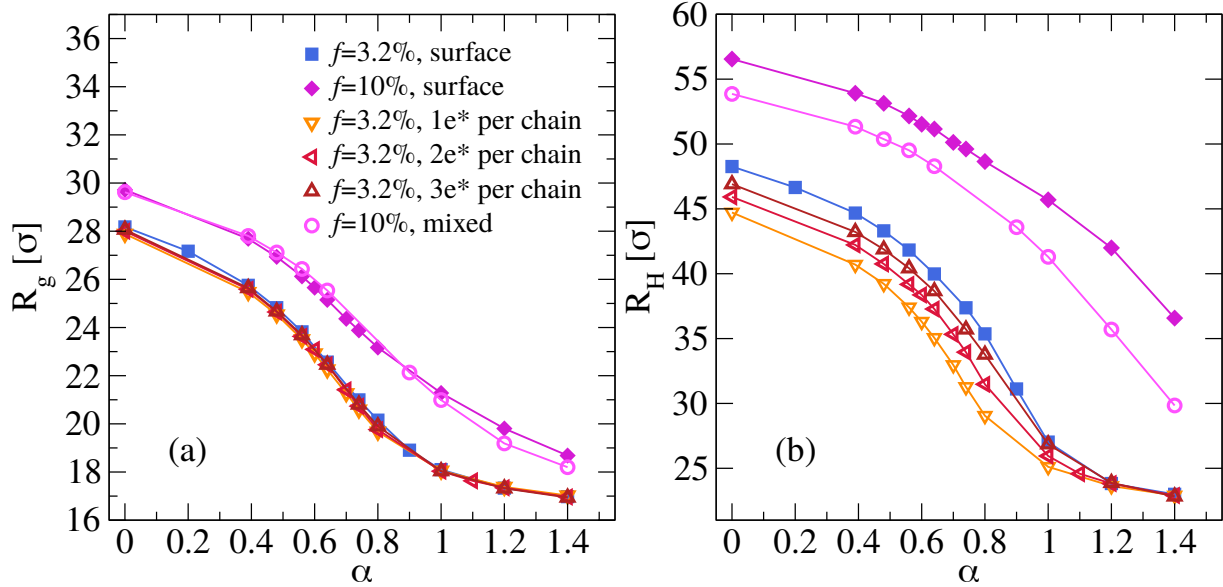 36
34
32
30
28
26
24
22
20
18
16
R_g [σ]
f=3.2%, surface
f=10%, surface
f=3.2%, 1e* per chain
f=3.2%, 2e* per chain
f=3.2%, 3e* per chain
f=10%, mixed
(a)
0 0.2 0.4 0.6 0.8 1 1.2 1.4
α
60
55
50
45
40
35
30
25
R_H [σ]
(b)
0 0.2 0.4 0.6 0.8 1 1.2 1.4
α